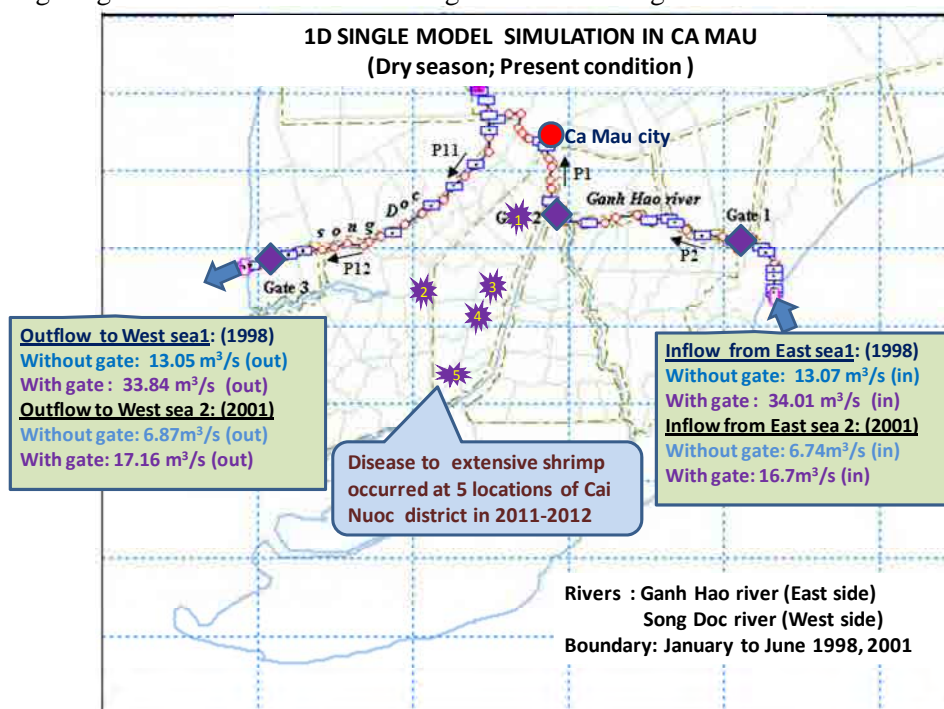 1D SINGLE MODEL SIMULATION IN CA MAU
(Dry season; Present condition )
Ca Mau city
P11
P1
Ganh Hao river
song Doc
1
Gate 1
P2
P12
Gate 3
2
3
4
5
Outflow to West sea1: (1998)
Without gate: 13.05 m³/s (out)
With gate : 33.84 m³/s (out)
Outflow to West sea 2: (2001)
Without gate: 6.87m³/s (out)
With gate: 17.16 m³/s (out)
Inflow from East sea1: (1998)
Without gate: 13.07 m³/s (in)
With gate: 34.01 m³/s (in)
Inflow from East sea 2: (2001)
Without gate: 6.74m³/s (in)
With gate: 16.7m³/s (in)
Disease to extensive shrimp
occurred at 5 locations of Cai
Nuoc district in 2011-2012
Rivers : Ganh Hao river (East side)
Song Doc river (West side)
Boundary: January to June 1998, 2001